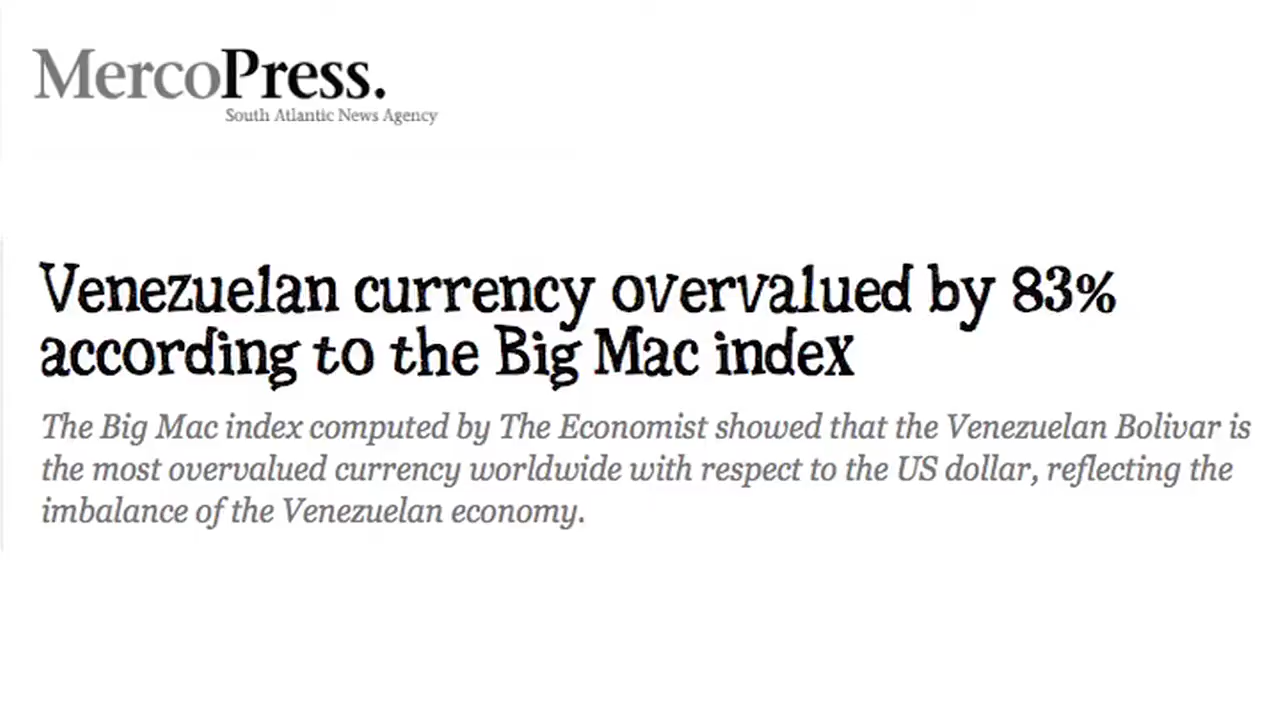 MercoPress.
South Atlantic News Agency
Venezuelan currency overvalued by 83%
according to the Big Mac index
The Big Mac index computed by The Economist showed that the Venezuelan Bolivar is
the most overvalued currency worldwide with respect to the US dollar, reflecting the
imbalance of the Venezuelan economy.